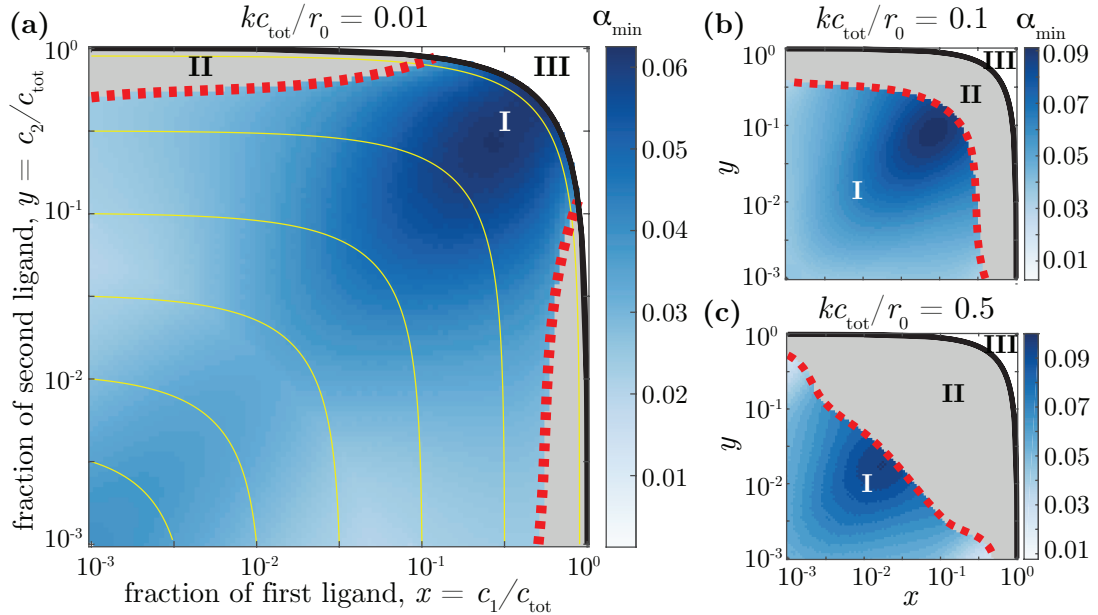 (a)
kc_tot/r_0 = 0.01
α_min
fraction of second ligand, y = c_2/c_tot
10^0
10^-1
10^-2
10^-3
II
III
I
10^-3
10^-2
10^-1
10^0
fraction of first ligand, x = c_1/c_tot
0.06
0.05
0.04
0.03
0.02
0.01
(b)
kc_tot/r_0 = 0.1
α_min
y
10^0
10^-1
10^-2
10^-3
III
II
I
0.09
0.07
0.05
0.03
0.01
(c)
kc_tot/r_0 = 0.5
y
10^0
10^-1
10^-2
10^-3
III
II
I
10^-3
10^-2
10^-1
10^0
x
0.09
0.07
0.05
0.03
0.01